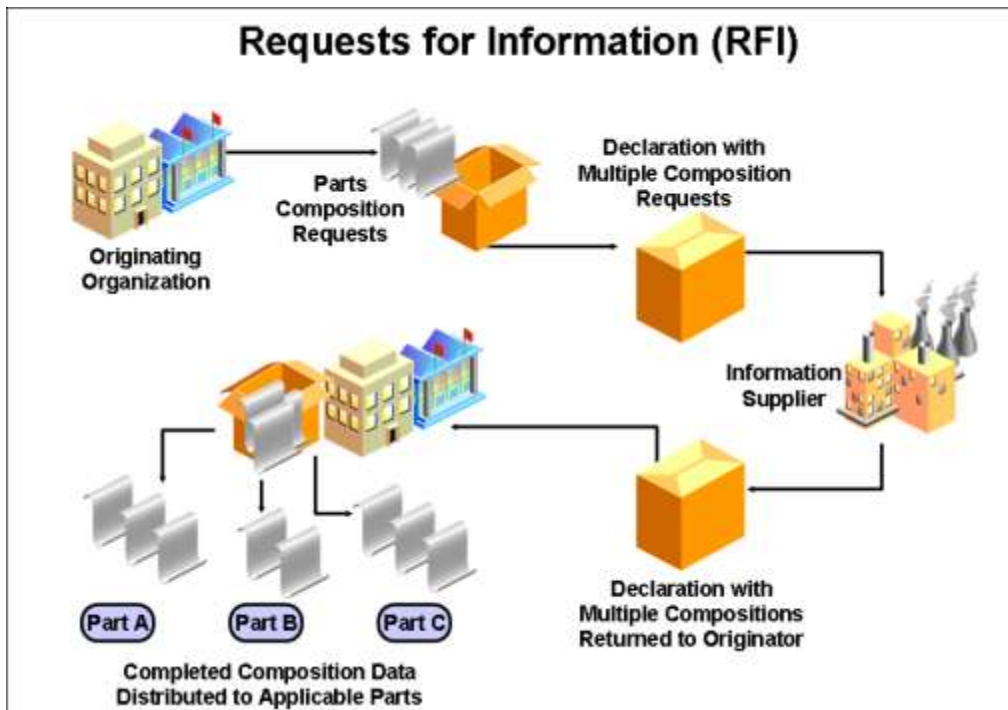 Requests for Information (RFI)
Originating
Organization
Parts
Composition
Requests
Declaration with
Multiple Composition
Requests
Information
Supplier
Declaration with
Multiple Compositions
Returned to Originator
Part A
Part B
Part C
Completed Composition Data
Distributed to Applicable Parts